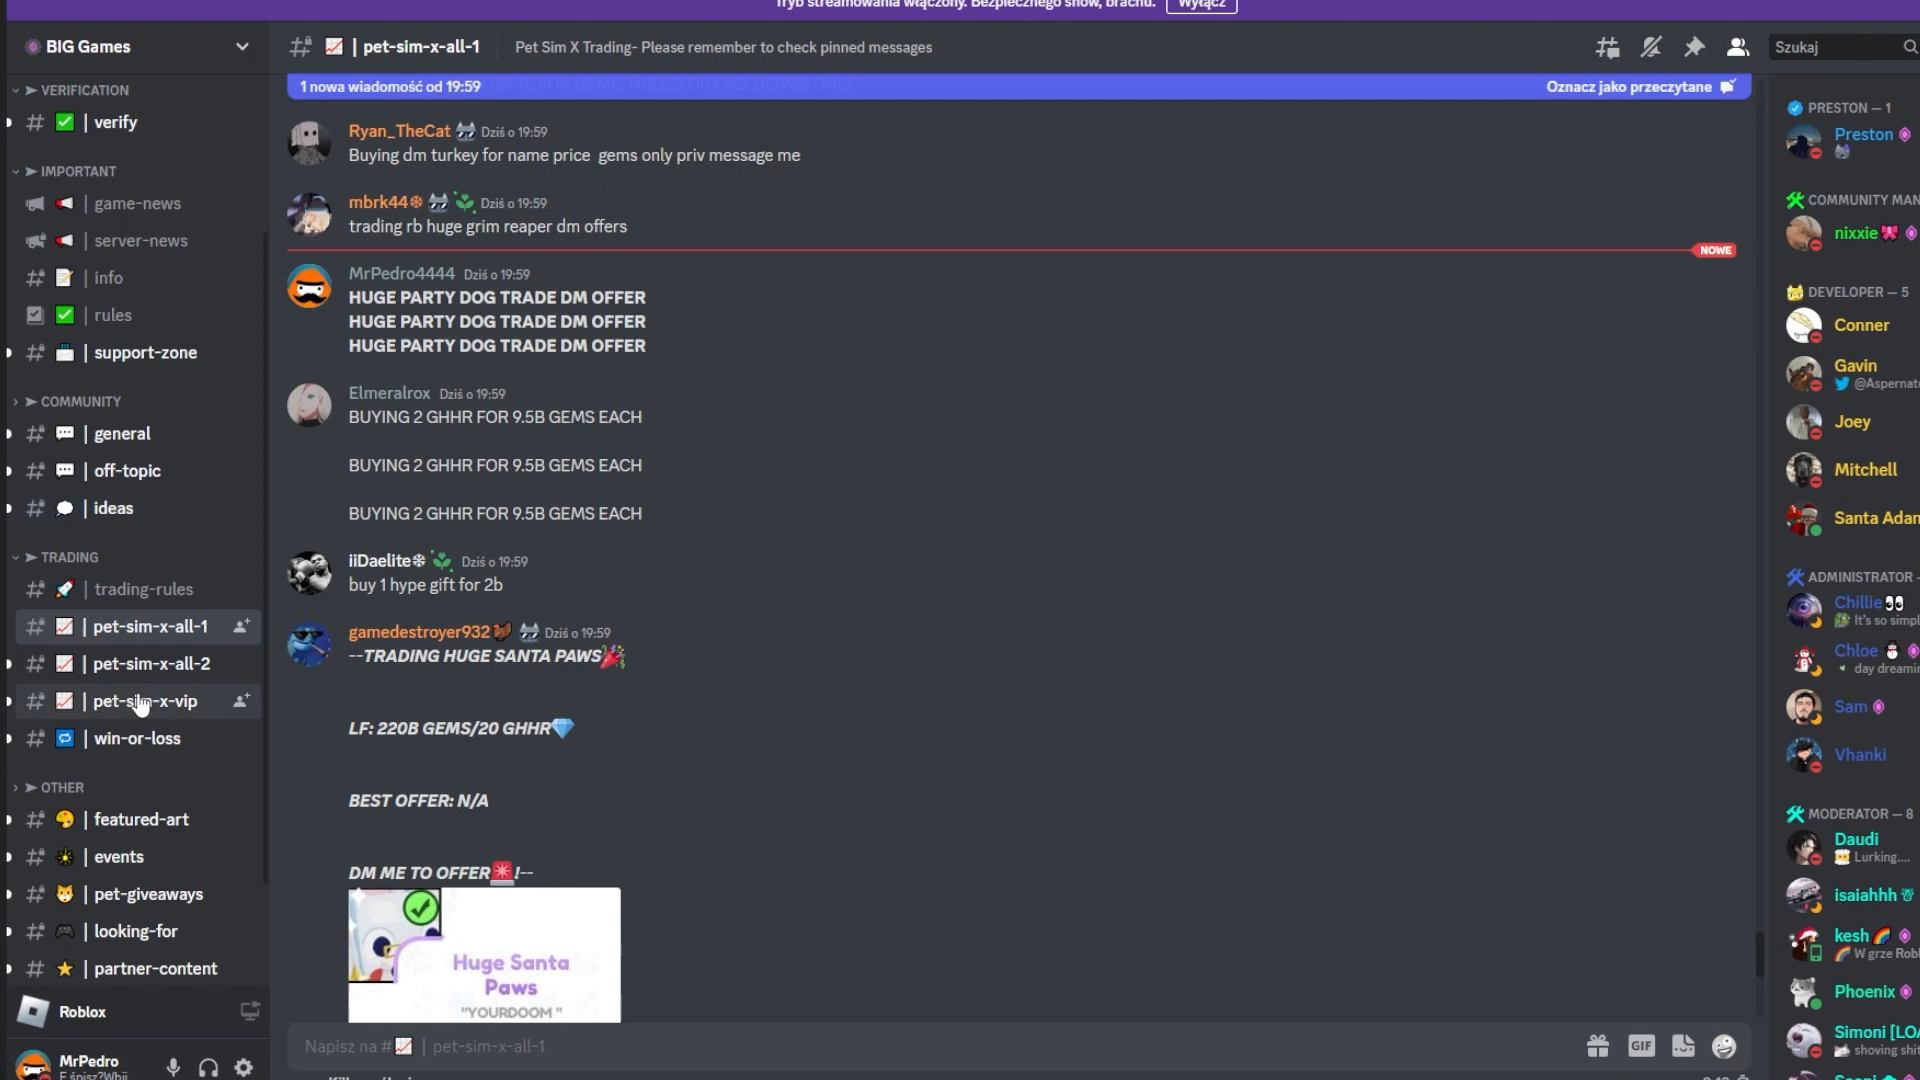 Tryb streamowania włączony. Bezpiecznego snów, brachu.
Wyłącz
BIG Games
VERIFICATION
verify
IMPORTANT
game-news
server-news
info
rules
support-zone
COMMUNITY
general
off-topic
ideas
TRADING
trading-rules
pet-sim-x-all-1
pet-sim-x-all-2
pet-sim-x-vip
win-or-loss
OTHER
featured-art
events
pet-giveaways
looking-for
partner-content
Roblox
MrPedro
pet-sim-x-all-1
Pet Sim X Trading- Please remember to check pinned messages
Szukaj
1 nowa wiadomość od 19:59
Oznacz jako przeczytane
Ryan_TheCat Dziś o 19:59
Buying dm turkey for name price gems only priv message me
mbrk44❄ Dziś o 19:59
trading rb huge grim reaper dm offers
NOWE
MrPedro4444 Dziś o 19:59
HUGE PARTY DOG TRADE DM OFFER
HUGE PARTY DOG TRADE DM OFFER
HUGE PARTY DOG TRADE DM OFFER
Elmeralrox Dziś o 19:59
BUYING 2 GHHR FOR 9.5B GEMS EACH
BUYING 2 GHHR FOR 9.5B GEMS EACH
BUYING 2 GHHR FOR 9.5B GEMS EACH
iiDaelite❄ Dziś o 19:59
buy 1 hype gift for 2b
gamedestroyer932 Dziś o 19:59
--TRADING HUGE SANTA PAWS🎉
LF: 220B GEMS/20 GHHR💎
BEST OFFER: N/A
DM ME TO OFFER🚨!--
Huge Santa
Paws
"YOURDOOM "
Napisz na #📈 | pet-sim-x-all-1
GIF
PRESTON — 1
Preston
COMMUNITY MAN
nixxie
DEVELOPER — 5
Conner
Gavin
@Aspernat
Joey
Mitchell
Santa Adam
ADMINISTRATOR -
Chillie👀
It's so simpl
Chloe
day dreami
Sam
Vhanki
MODERATOR — 8
Daudi
Lurking....
isaiahhh
kesh
W grze Robl
Phoenix
Simoni [LOA
shoving shit